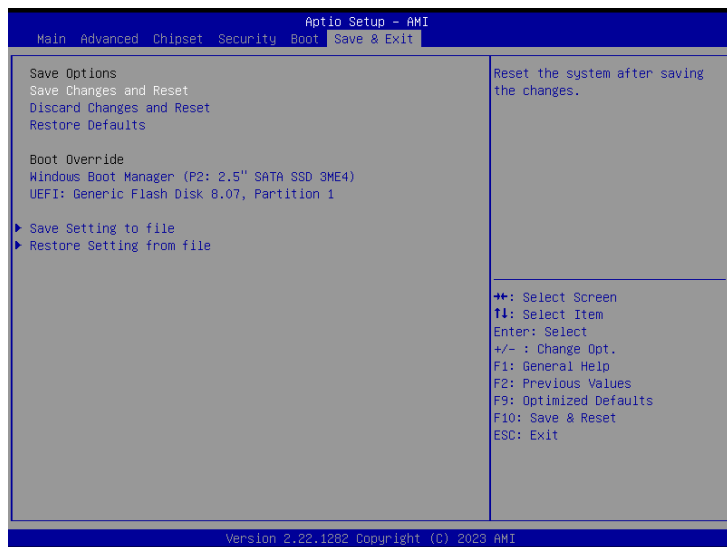 Aptio Setup – AMI
Main Advanced Chipset Security Boot Save & Exit
Save Options
Save Changes and Reset
Discard Changes and Reset
Restore Defaults
Boot Override
Windows Boot Manager (P2: 2.5" SATA SSD 3ME4)
UEFI: Generic Flash Disk 8.07, Partition 1
▶ Save Setting to file
▶ Restore Setting from file
Reset the system after saving
the changes.
→←: Select Screen
↑↓: Select Item
Enter: Select
+/- : Change Opt.
F1: General Help
F2: Previous Values
F9: Optimized Defaults
F10: Save & Reset
ESC: Exit
Version 2.22.1282 Copyright (C) 2023 AMI